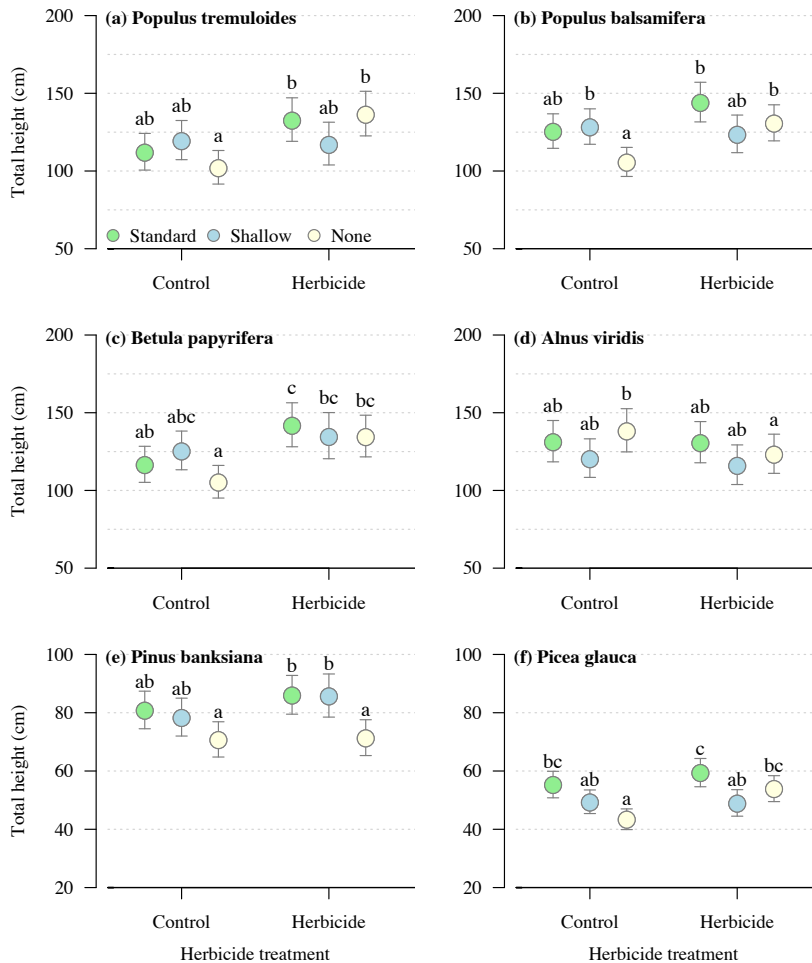 (a) Populus tremuloides
Total height (cm)
200
150
100
50
ab ab a b ab b
Standard Shallow None
Control Herbicide
(b) Populus balsamifera
200
150
100
50
ab b a b ab b
Control Herbicide
(c) Betula papyrifera
Total height (cm)
200
150
100
50
ab abc a c bc bc
Control Herbicide
(d) Alnus viridis
200
150
100
50
ab ab b ab ab a
Control Herbicide
(e) Pinus banksiana
Total height (cm)
100
80
60
40
20
ab ab a b b a
Control Herbicide
Herbicide treatment
(f) Picea glauca
100
80
60
40
20
bc ab a c ab bc
Control Herbicide
Herbicide treatment